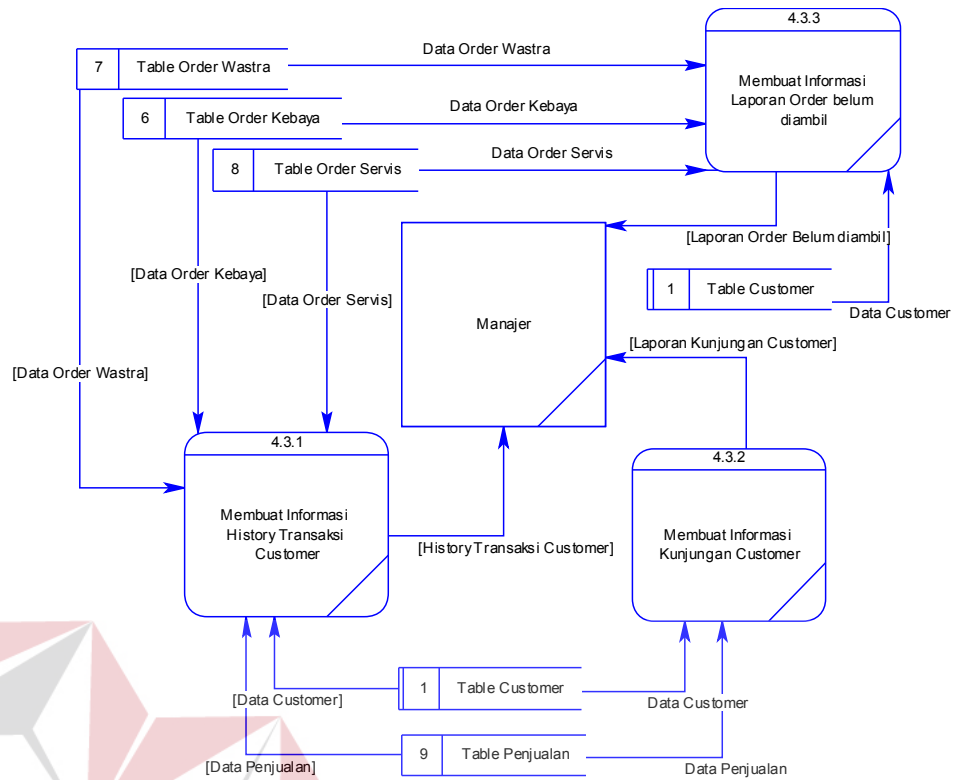 4.3.3
Data Order Wastra
7 Table Order Wastra
Membuat Informasi
Laporan Order belum
diambil
Data Order Kebaya
6 Table Order Kebaya
Data Order Servis
8 Table Order Servis
[Laporan Order Belum diambil]
[Data Order Kebaya]
[Data Order Servis]
1 Table Customer
Data Customer
Manajer
[Laporan Kunjungan Customer]
[Data Order Wastra]
4.3.1
4.3.2
Membuat Informasi
History Transaksi
Customer
[History Transaksi Customer]
Membuat Informasi
Kunjungan Customer
1 Table Customer
[Data Customer]
Data Customer
9 Table Penjualan
[Data Penjualan]
Data Penjualan